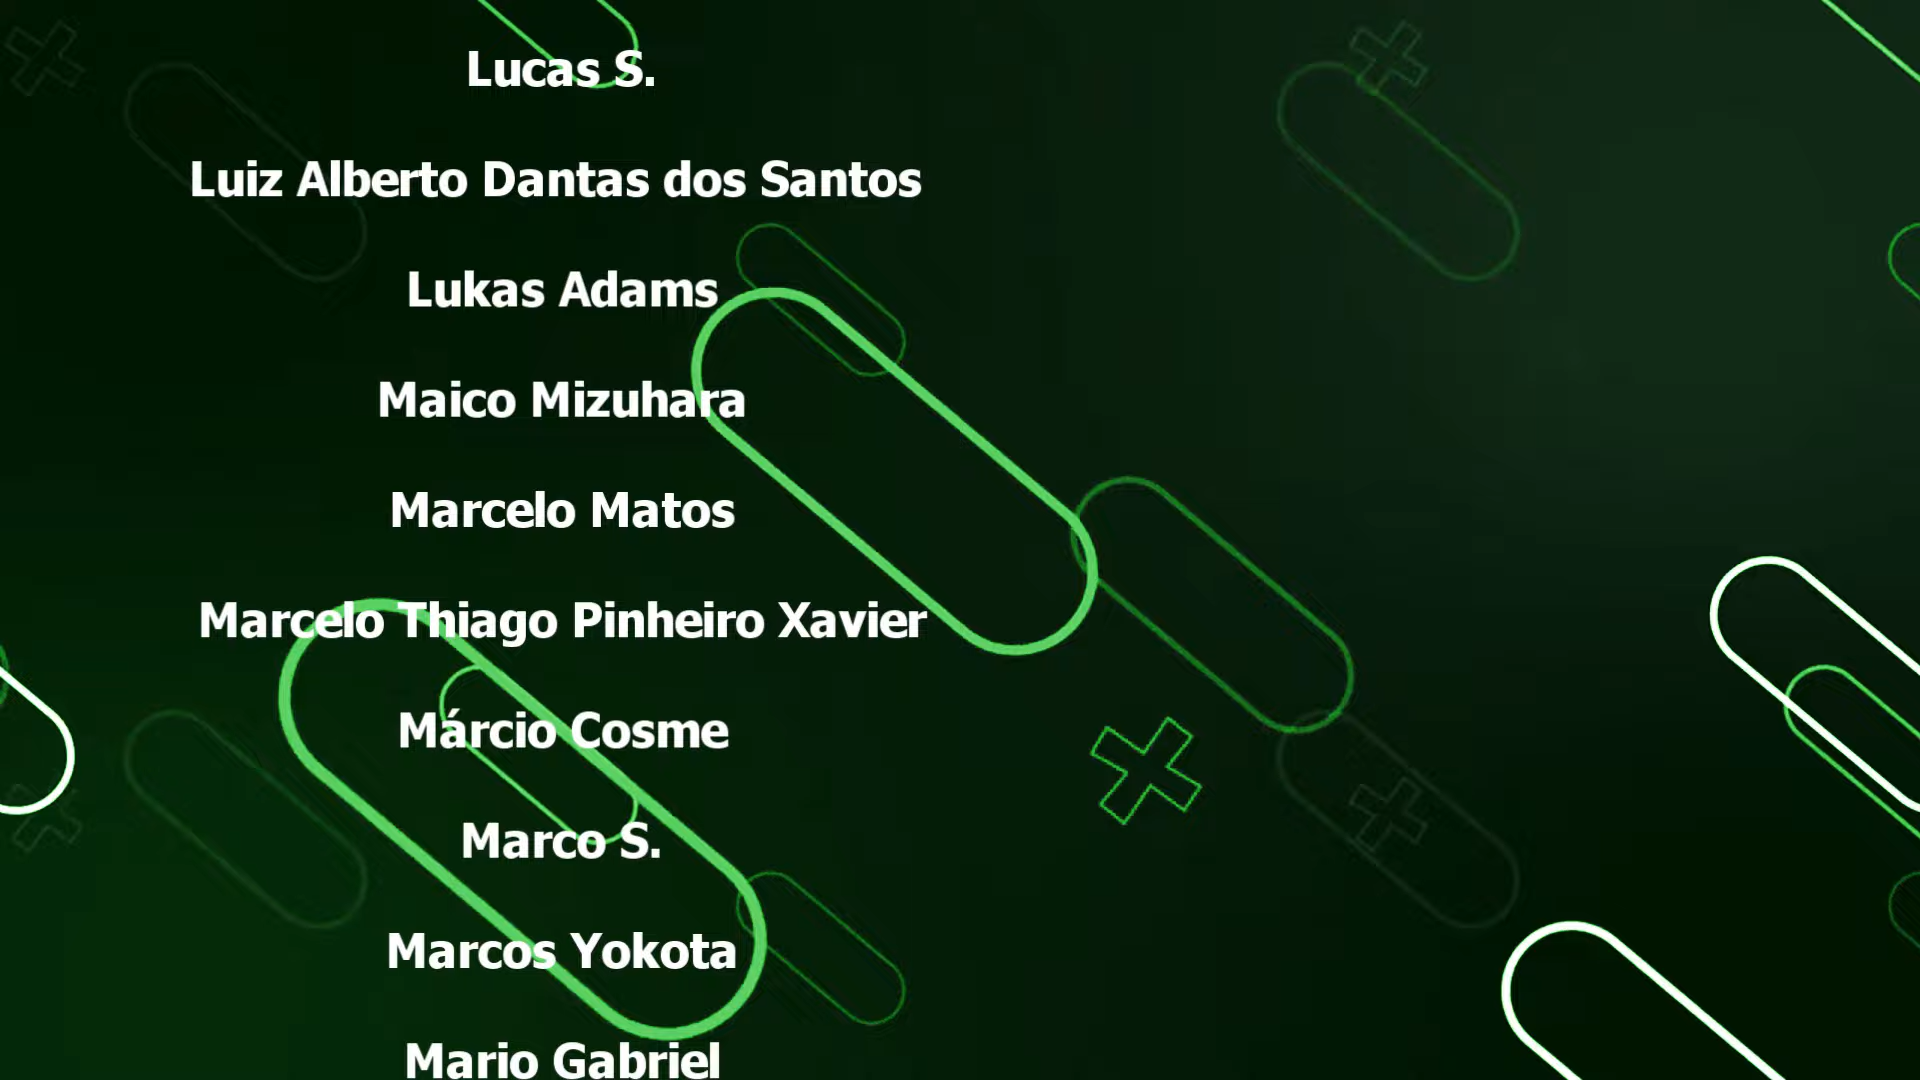 Lucas S.
Luiz Alberto Dantas dos Santos
Lukas Adams
Maico Mizuhara
Marcelo Matos
Marcelo Thiago Pinheiro Xavier
Márcio Cosme
Marco S.
Marcos Yokota
Mario Gabriel